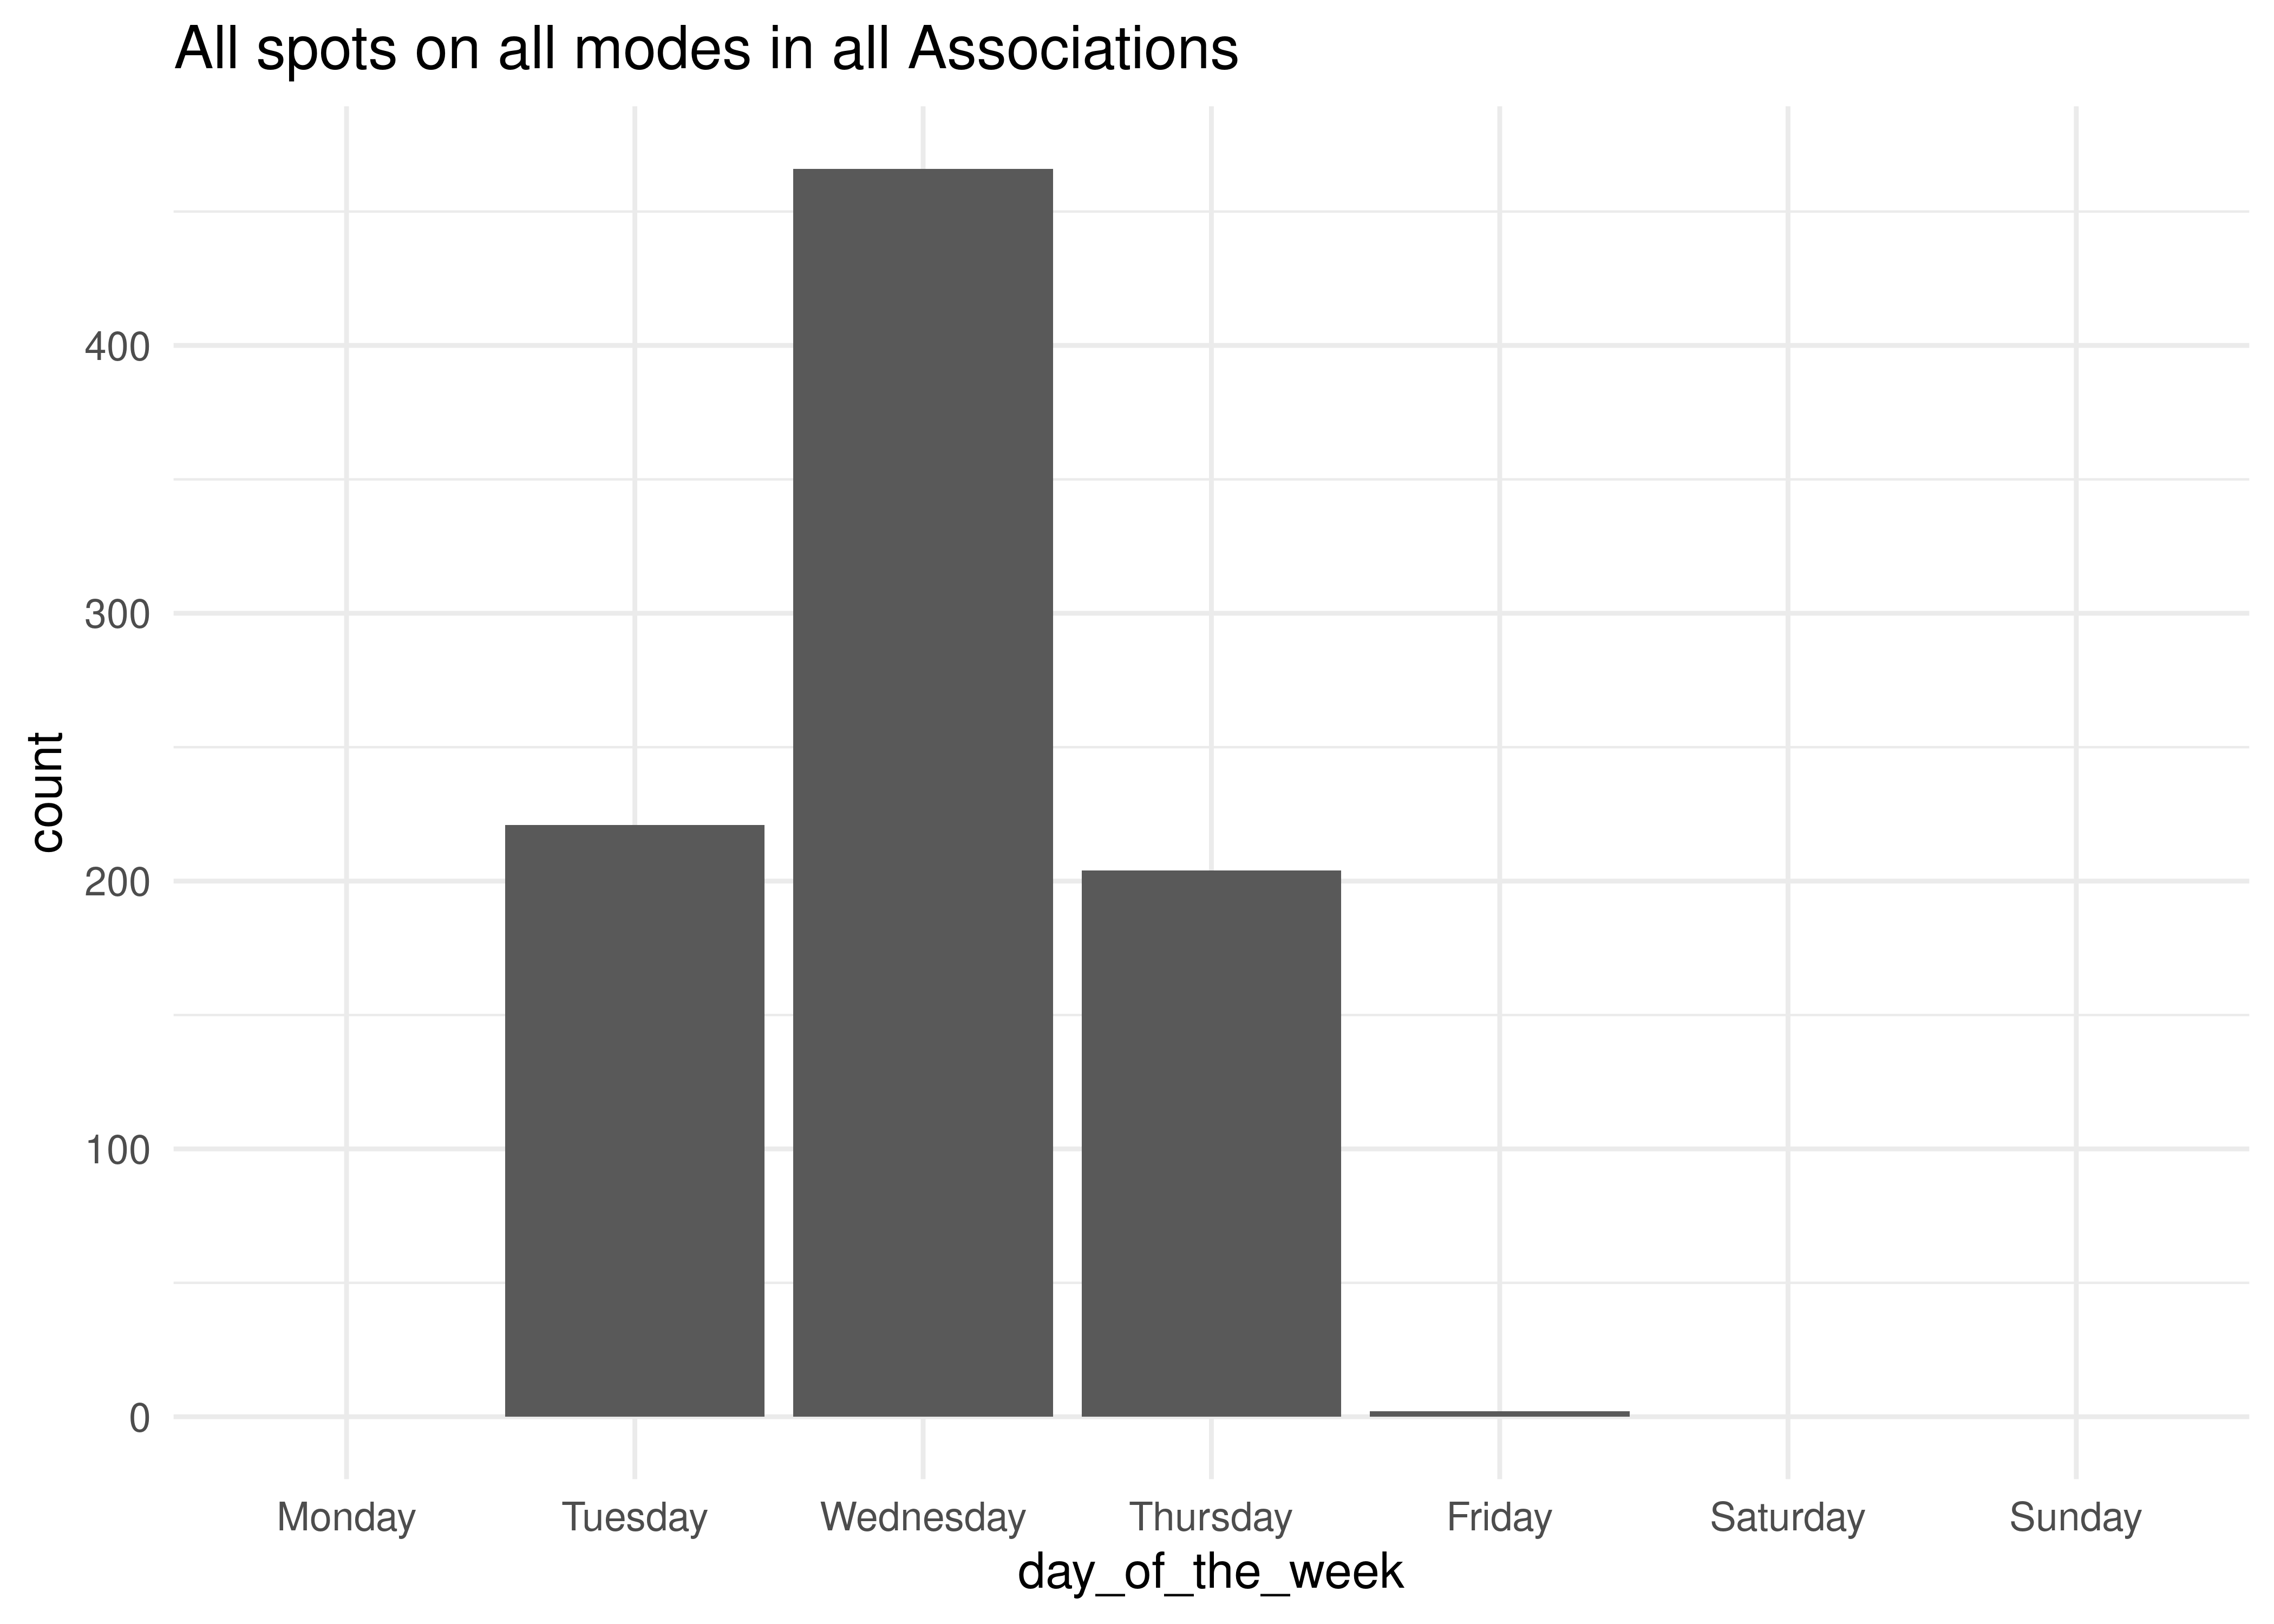 All spots on all modes in all Associations
count
400
300
200
100
0
Monday Tuesday Wednesday Thursday Friday Saturday Sunday
day_of_the_week